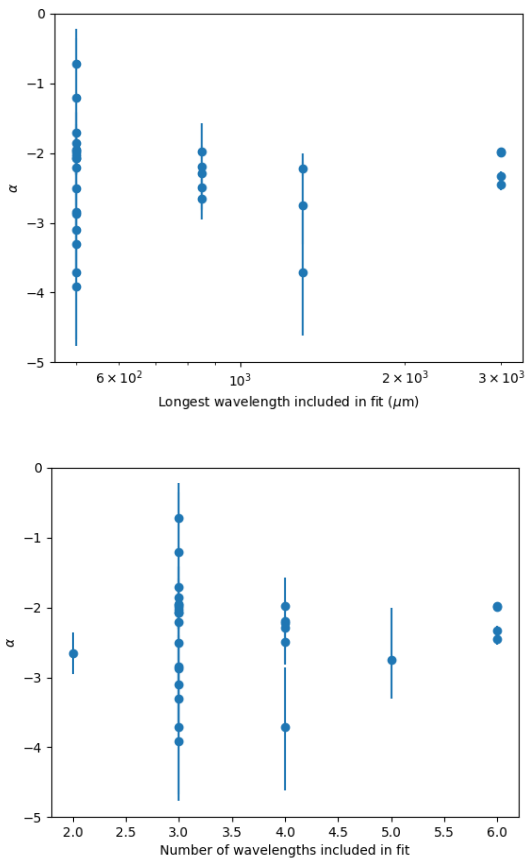 0
−1
−2
−3
−4
−5
α
6 × 10²
10³
2 × 10³
3 × 10³
Longest wavelength included in fit (μm)
0
−1
−2
−3
−4
−5
α
2.0 2.5 3.0 3.5 4.0 4.5 5.0 5.5 6.0
Number of wavelengths included in fit